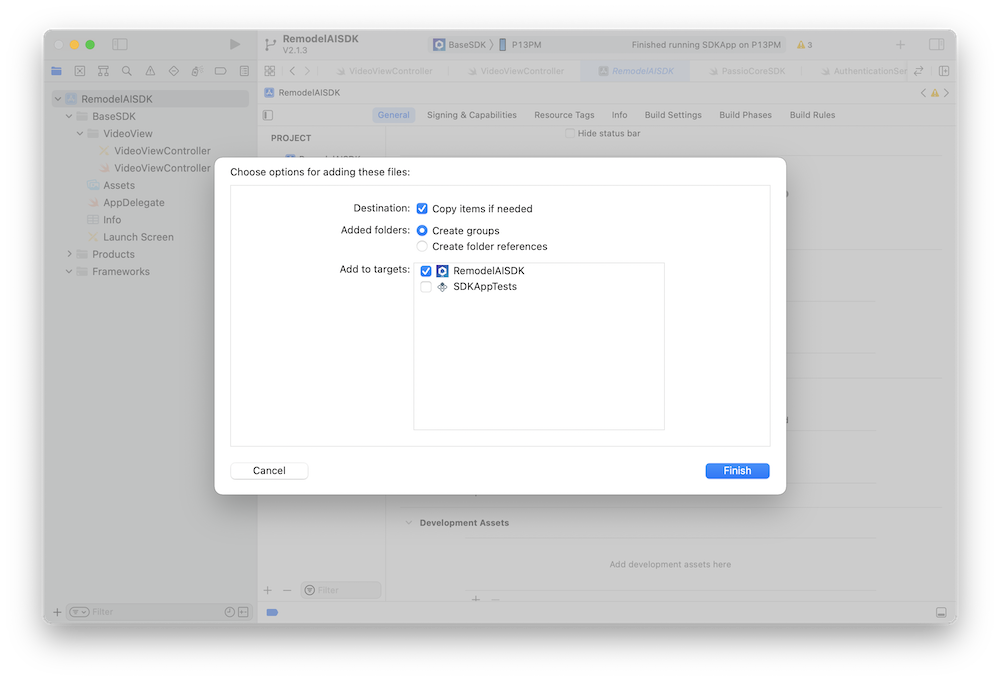 RemodelAISDK
V2.1.3
BaseSDK
P13PM
Finished running SDKApp on P13PM
3
VideoViewController
VideoViewController
RemodelAISDK
PassioCoreSDK
AuthenticationSer
RemodelAISDK
RemodelAISDK
BaseSDK
VideoView
VideoViewController
VideoViewController
Assets
AppDelegate
Info
Launch Screen
Products
Frameworks
General
Signing & Capabilities
Resource Tags
Info
Build Settings
Build Phases
Build Rules
PROJECT
Hide status bar
Choose options for adding these files:
Destination: Copy items if needed
Added folders: Create groups
Create folder references
Add to targets: RemodelAISDK
SDKAppTests
Cancel
Finish
Development Assets
Add development assets here
Filter
Filter